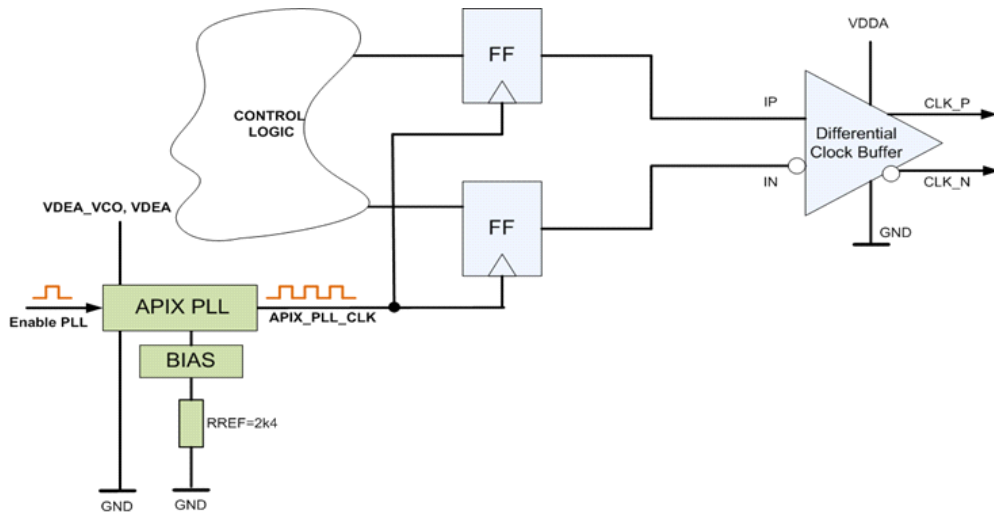 VDDA
FF
CONTROL
LOGIC
IP
CLK_P
Differential
Clock Buffer
IN
CLK_N
FF
GND
VDEA_VCO, VDEA
APIX PLL
Enable PLL
APIX_PLL_CLK
BIAS
RREF=2k4
GND
GND